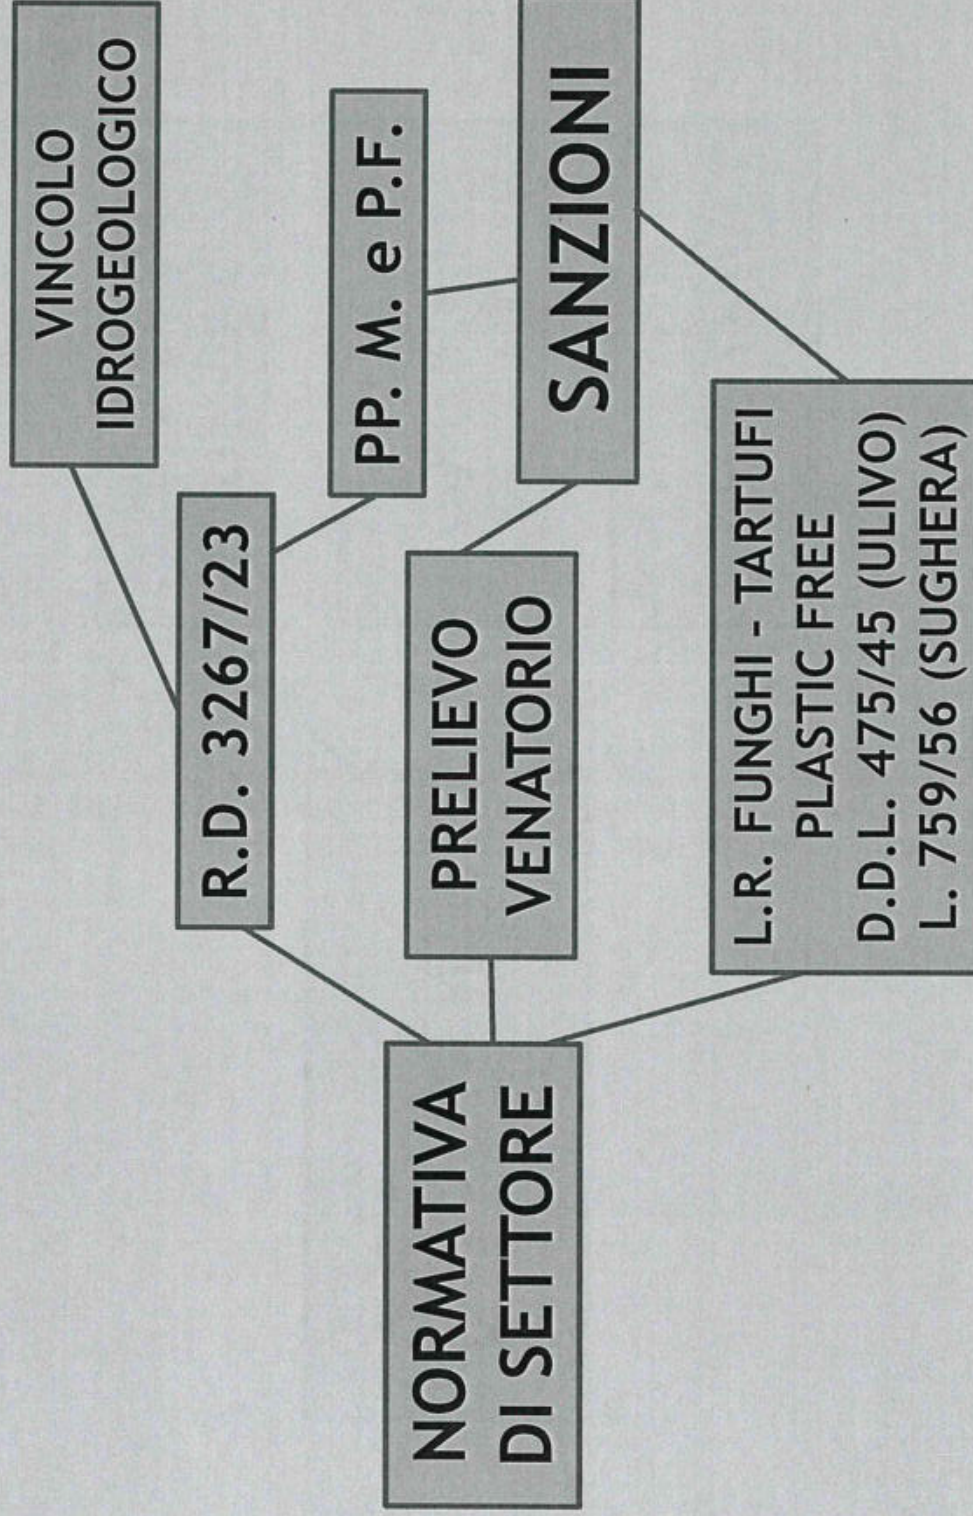 NORMATIVA
DI SETTORE
R.D. 3267/23
VINCOLO
IDROGEOLOGICO
PP. M. e P.F.
PRELIEVO
VENATORIO
SANZIONI
L.R. FUNGHI - TARTUFI
PLASTIC FREE
D.D.L. 475/45 (ULIVO)
L. 759/56 (SUGHERA)